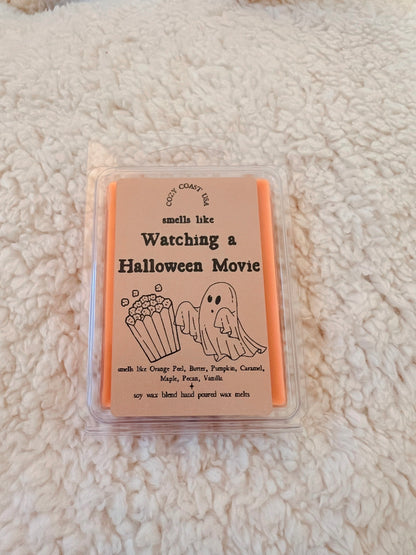 COZY COAST USA
smells like
Watching a
Halloween Movie
smells like Orange Peel, Butter, Pumpkin, Caramel,
Maple, Pecan, Vanilla
soy wax blend hand poured wax melts